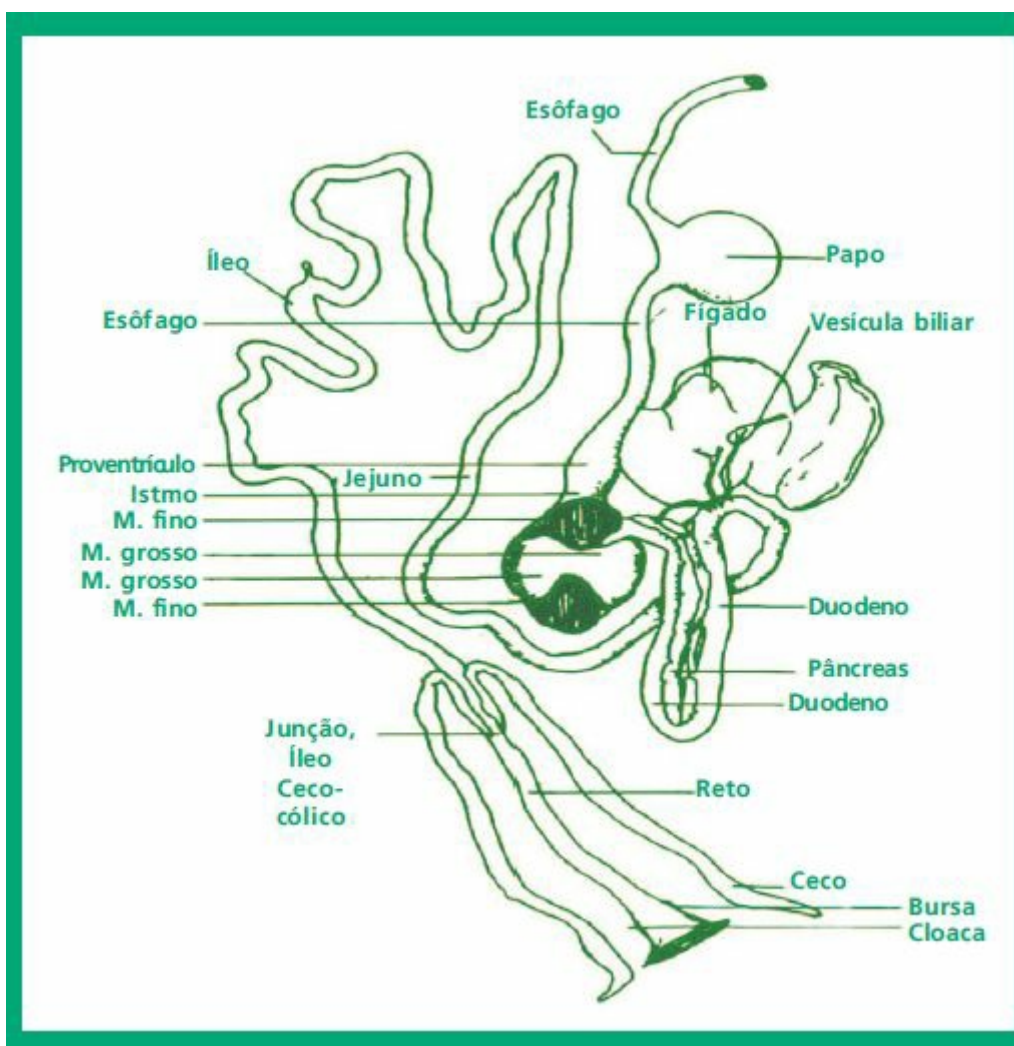 Esôfago
Papo
Íleo
Esôfago
Fígado
Vesícula biliar
Proventrículo
Jejuno
Istmo
M. fino
M. grosso
M. grosso
M. fino
Duodeno
Pâncreas
Duodeno
Junção,
Íleo
Ceco-
cólico
Reto
Ceco
Bursa
Cloaca